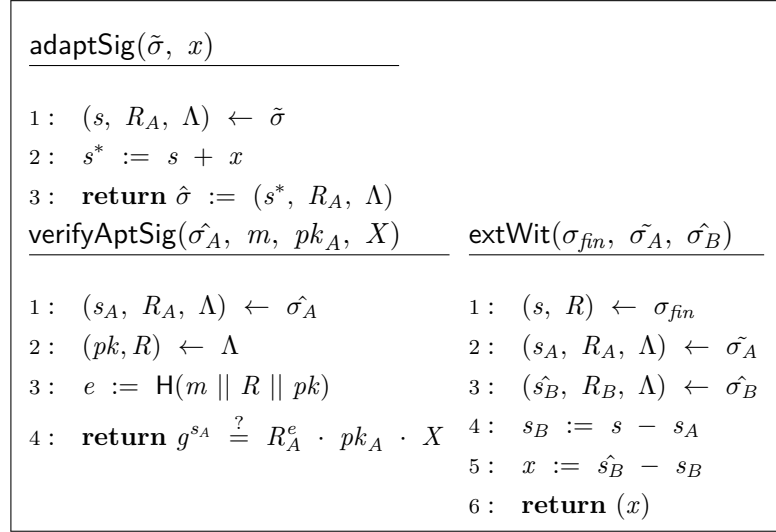 adaptSig(σ̃, x)
1 : (s, R_A, Λ) ← σ̃
2 : s* := s + x
3 : return σ̂ := (s*, R_A, Λ)
verifyAptSig(σ̂_A, m, pk_A, X)
1 : (s_A, R_A, Λ) ← σ̂_A
2 : (pk, R) ← Λ
3 : e := H(m || R || pk)
4 : return g^{s_A} ≟ R_A^e · pk_A · X
extWit(σ_fin, σ̃_A, σ̂_B)
1 : (s, R) ← σ_fin
2 : (s_A, R_A, Λ) ← σ̃_A
3 : (ŝ_B, R_B, Λ) ← σ̂_B
4 : s_B := s − s_A
5 : x := ŝ_B − s_B
6 : return (x)